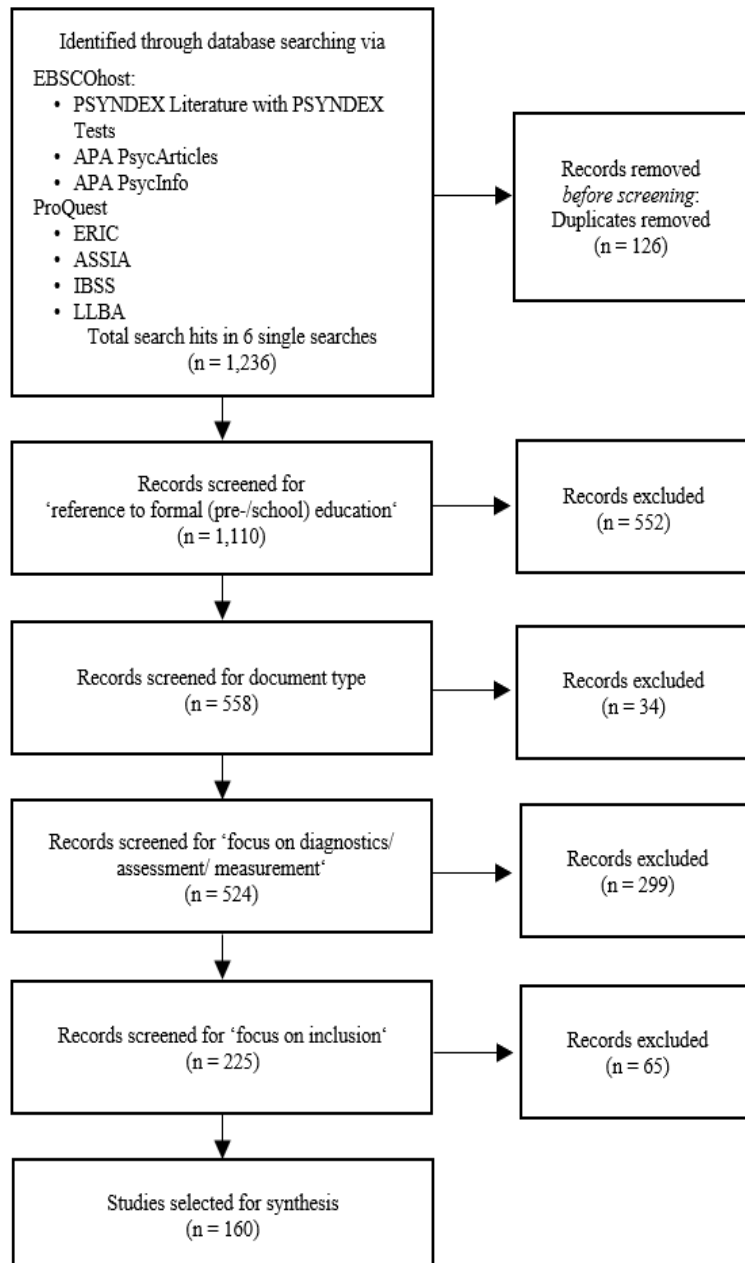 Identified through database searching via
EBSCOhost:
• PSYNDEX Literature with PSYNDEX
Tests
• APA PsycArticles
• APA PsycInfo
ProQuest
• ERIC
• ASSIA
• IBSS
• LLBA
Total search hits in 6 single searches
(n = 1,236)
Records removed
before screening:
Duplicates removed
(n = 126)
Records screened for
‘reference to formal (pre-/school) education‘
(n = 1,110)
Records excluded
(n = 552)
Records screened for document type
(n = 558)
Records excluded
(n = 34)
Records screened for ‘focus on diagnostics/
assessment/ measurement‘
(n = 524)
Records excluded
(n = 299)
Records screened for ‘focus on inclusion‘
(n = 225)
Records excluded
(n = 65)
Studies selected for synthesis
(n = 160)